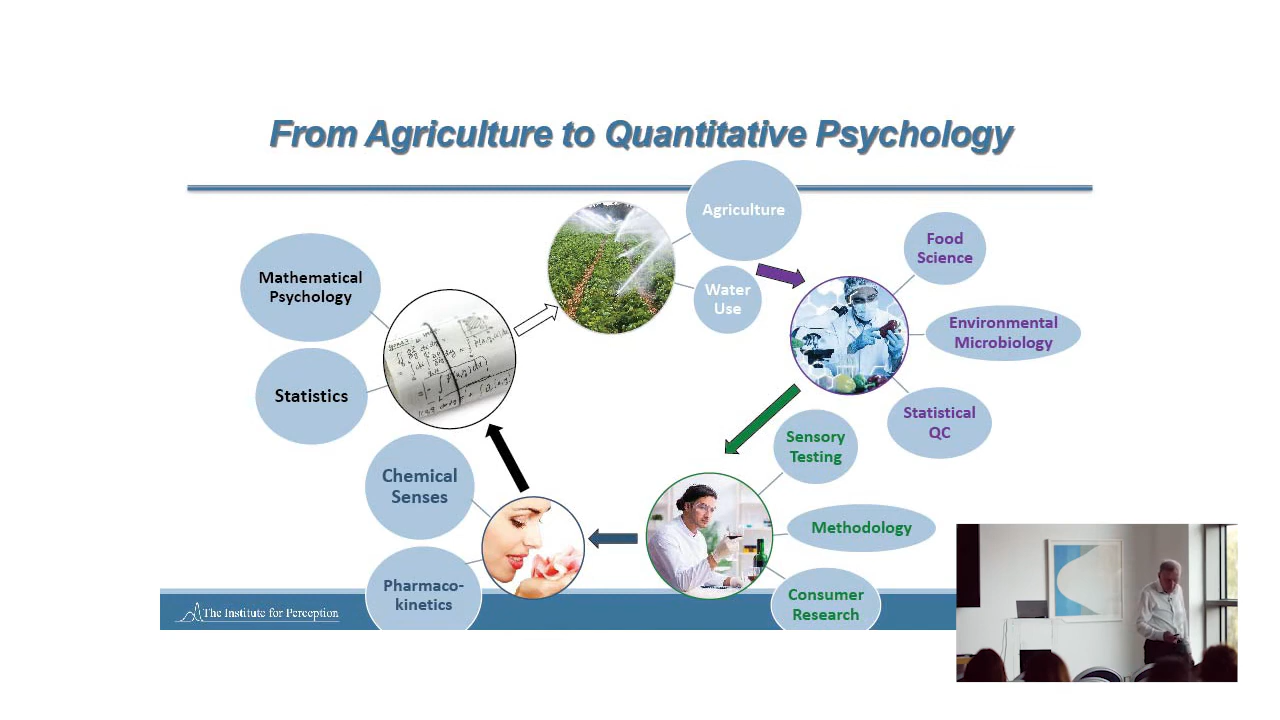 From Agriculture to Quantitative Psychology
Agriculture
Water
Use
Food
Science
Environmental
Microbiology
Statistical
QC
Sensory
Testing
Methodology
Consumer
Research
Chemical
Senses
Pharmaco-
kinetics
Mathematical
Psychology
Statistics
The Institute for Perception